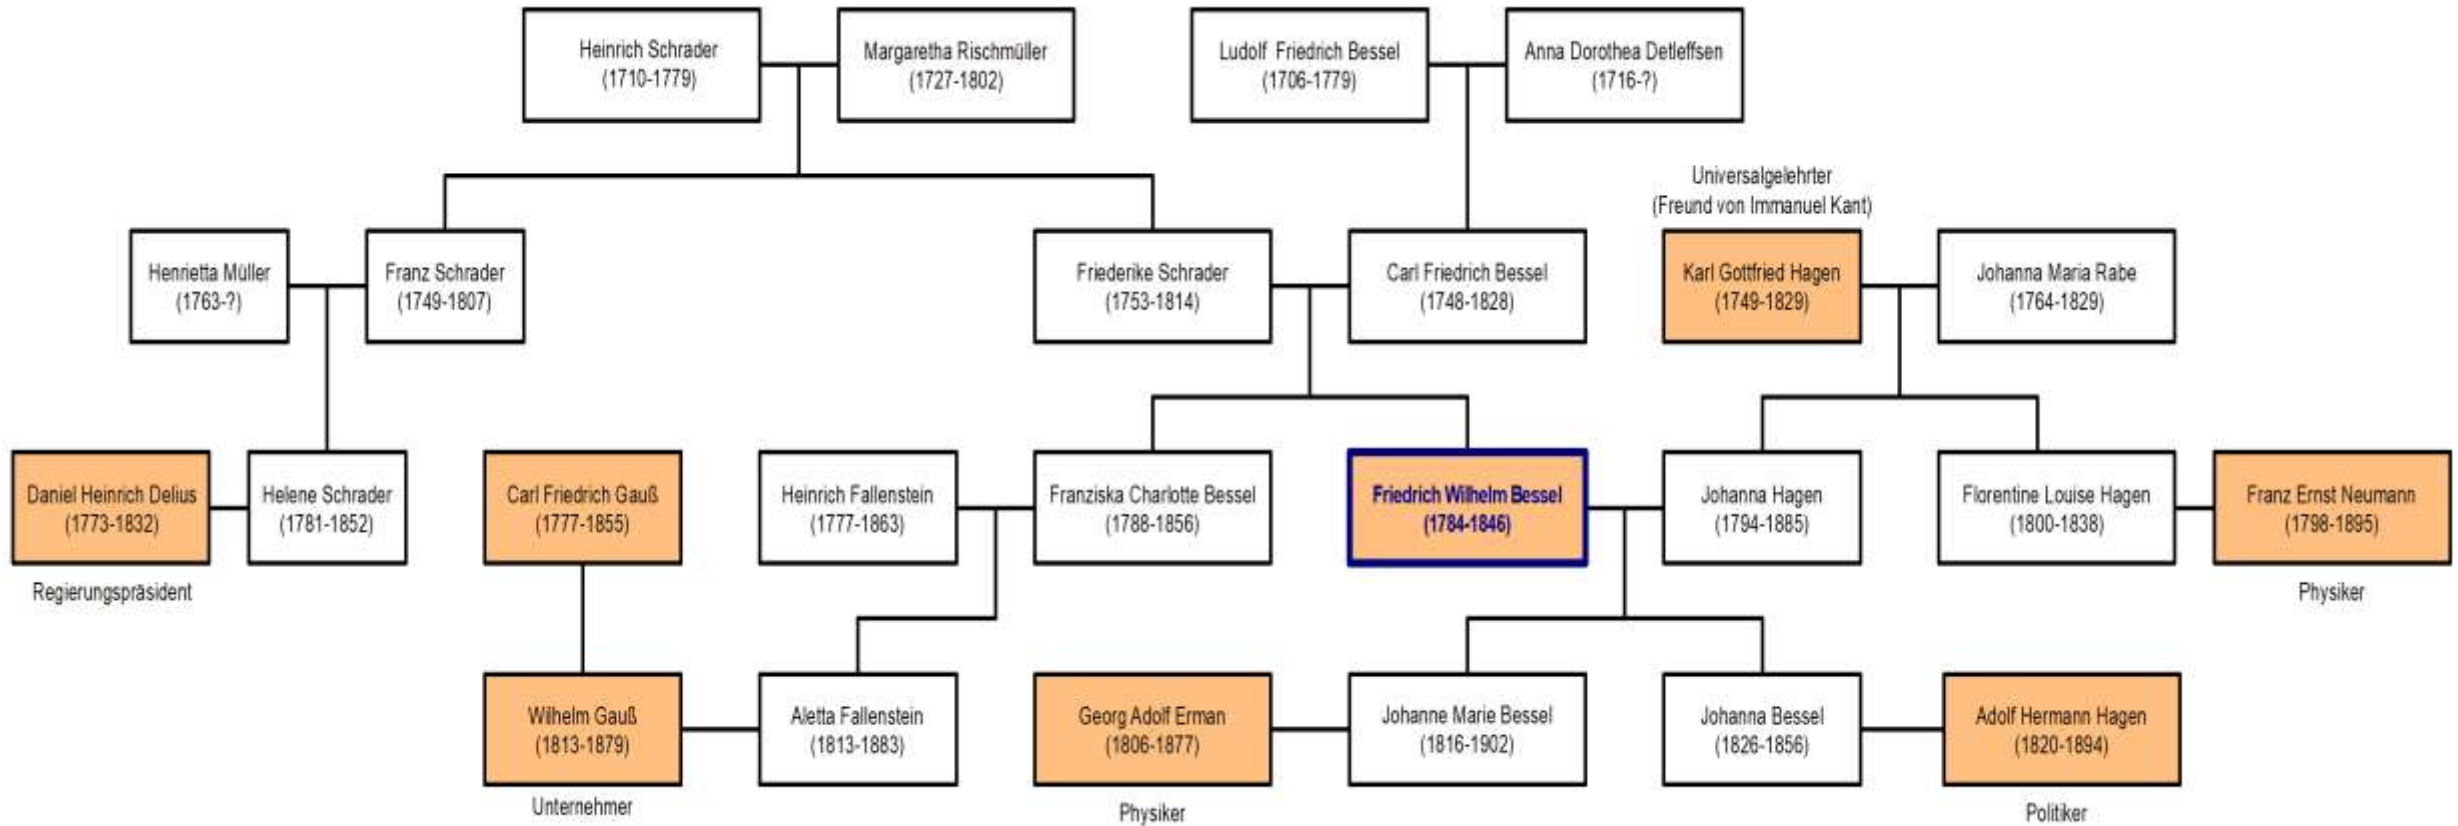 Heinrich Schrader
(1710-1779)
Margaretha Rischmüller
(1727-1802)
Ludolf Friedrich Bessel
(1706-1779)
Anna Dorothea Detleffsen
(1716-?)
Universalgelehrter
(Freund von Immanuel Kant)
Henrietta Müller
(1763-?)
Franz Schrader
(1749-1807)
Friederike Schrader
(1753-1814)
Carl Friedrich Bessel
(1748-1828)
Karl Gottfried Hagen
(1749-1829)
Johanna Maria Rabe
(1764-1829)
Daniel Heinrich Delius
(1773-1832)
Helene Schrader
(1781-1852)
Carl Friedrich Gauß
(1777-1855)
Heinrich Fallenstein
(1777-1863)
Franziska Charlotte Bessel
(1788-1856)
Friedrich Wilhelm Bessel
(1784-1846)
Johanna Hagen
(1794-1885)
Florentine Louise Hagen
(1800-1838)
Franz Ernst Neumann
(1798-1895)
Regierungspräsident
Physiker
Wilhelm Gauß
(1813-1879)
Aletta Fallenstein
(1813-1883)
Georg Adolf Erman
(1806-1877)
Johanne Marie Bessel
(1816-1902)
Johanna Bessel
(1826-1856)
Adolf Hermann Hagen
(1820-1894)
Unternehmer
Physiker
Politiker